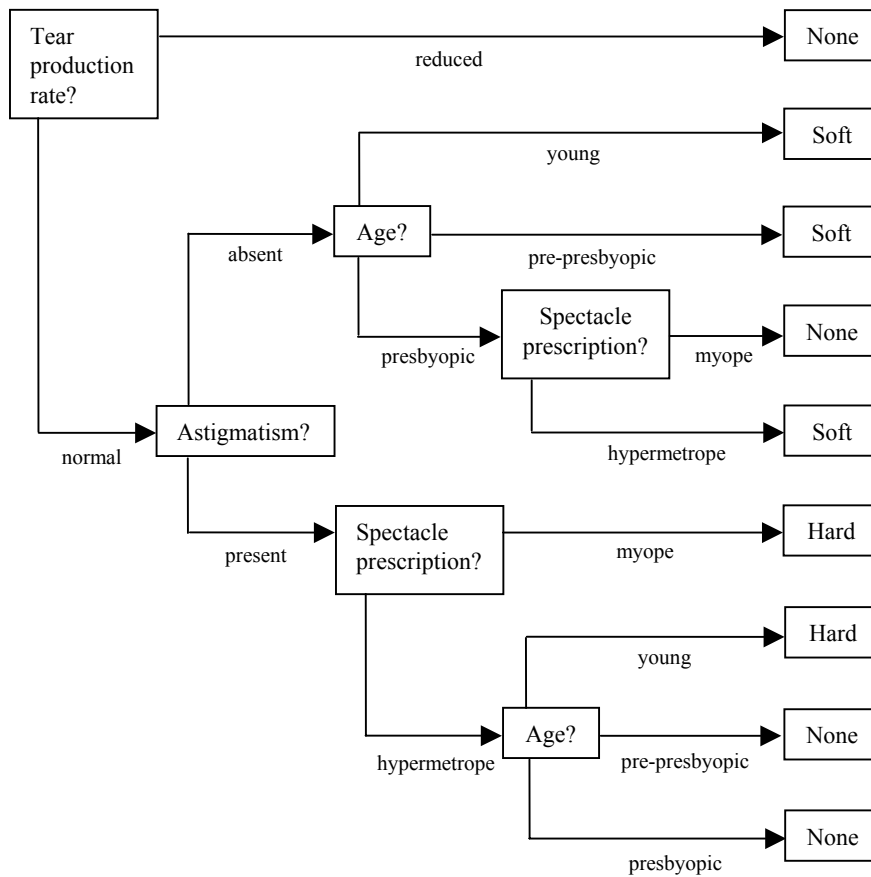 Tear
production
rate?
reduced
None
young
Soft
Age?
absent
pre-presbyopic
Soft
Spectacle
prescription?
presbyopic
myope
None
Astigmatism?
normal
hypermetrope
Soft
Spectacle
prescription?
present
myope
Hard
young
Hard
Age?
hypermetrope
pre-presbyopic
None
presbyopic
None